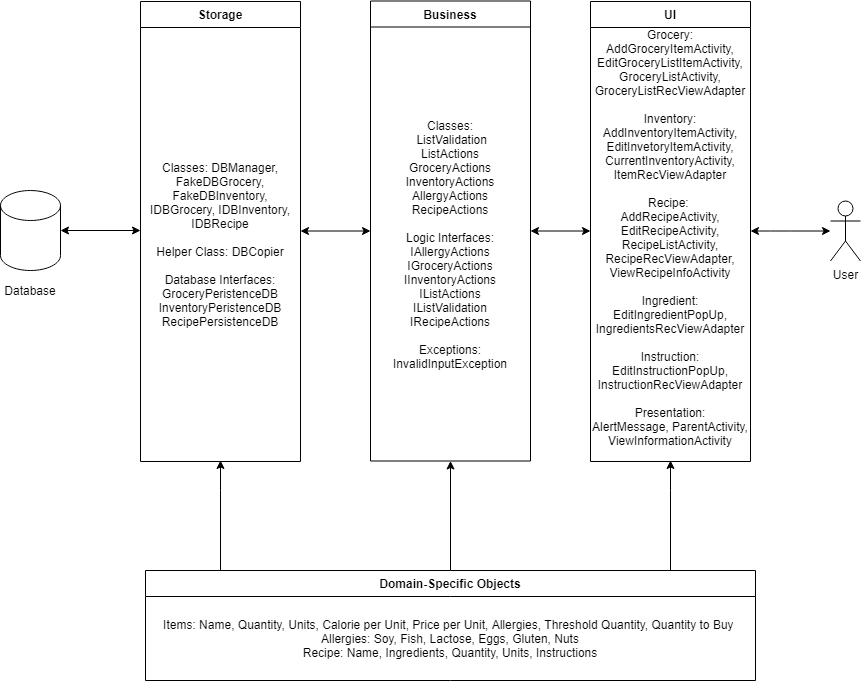 Storage
Classes: DBManager,
FakeDBGrocery,
FakeDBInventory,
IDBGrocery, IDBInventory,
IDBRecipe
Helper Class: DBCopier
Database Interfaces:
GroceryPeristenceDB
InventoryPeristenceDB
RecipePersistenceDB
Business
Classes:
ListValidation
ListActions
GroceryActions
InventoryActions
AllergyActions
RecipeActions
Logic Interfaces:
IAllergyActions
IGroceryActions
IInventoryActions
IListActions
IListValidation
IRecipeActions
Exceptions:
InvalidInputException
UI
Grocery:
AddGroceryItemActivity,
EditGroceryListItemActivity,
GroceryListActivity,
GroceryListRecViewAdapter
Inventory:
AddInventoryItemActivity,
EditInvetoryItemActivity,
CurrentInventoryActivity,
ItemRecViewAdapter
Recipe:
AddRecipeActivity,
EditRecipeActivity,
RecipeListActivity,
RecipeRecViewAdapter,
ViewRecipeInfoActivity
Ingredient:
EditIngredientPopUp,
IngredientsRecViewAdapter
Instruction:
EditInstructionPopUp,
InstructionRecViewAdapter
Presentation:
AlertMessage, ParentActivity,
ViewInformationActivity
Database
User
Domain-Specific Objects
Items: Name, Quantity, Units, Calorie per Unit, Price per Unit, Allergies, Threshold Quantity, Quantity to Buy
Allergies: Soy, Fish, Lactose, Eggs, Gluten, Nuts
Recipe: Name, Ingredients, Quantity, Units, Instructions